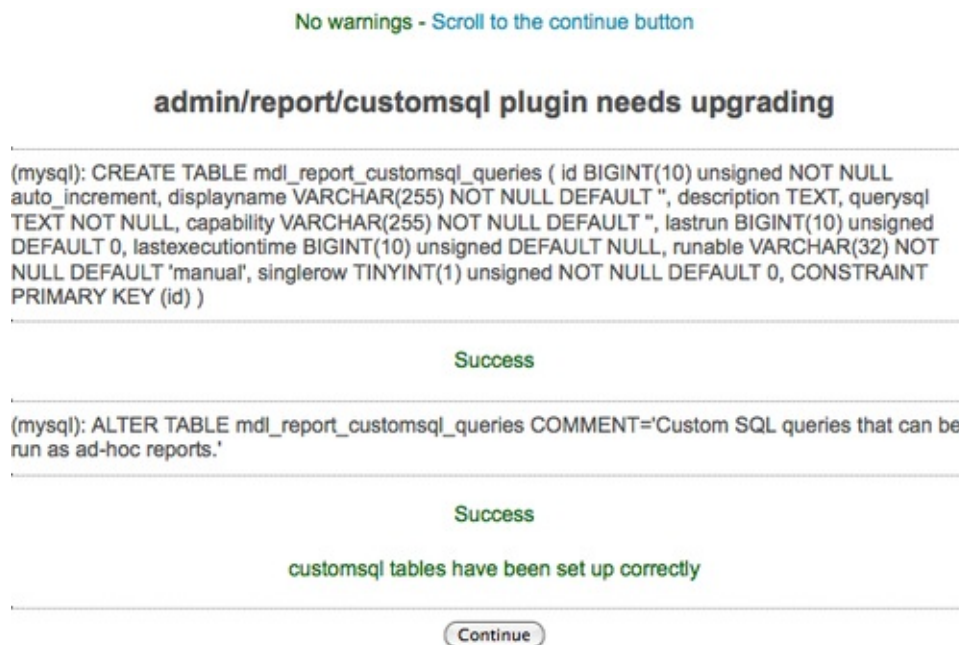 No warnings - Scroll to the continue button
admin/report/customsql plugin needs upgrading
(mysql): CREATE TABLE mdl_report_customsql_queries ( id BIGINT(10) unsigned NOT NULL
auto_increment, displayname VARCHAR(255) NOT NULL DEFAULT '', description TEXT, querysql
TEXT NOT NULL, capability VARCHAR(255) NOT NULL DEFAULT '', lastrun BIGINT(10) unsigned
DEFAULT 0, lastexecutiontime BIGINT(10) unsigned DEFAULT NULL, runable VARCHAR(32) NOT
NULL DEFAULT 'manual', singlerow TINYINT(1) unsigned NOT NULL DEFAULT 0, CONSTRAINT
PRIMARY KEY (id) )
Success
(mysql): ALTER TABLE mdl_report_customsql_queries COMMENT='Custom SQL queries that can be
run as ad-hoc reports.'
Success
customsql tables have been set up correctly
Continue